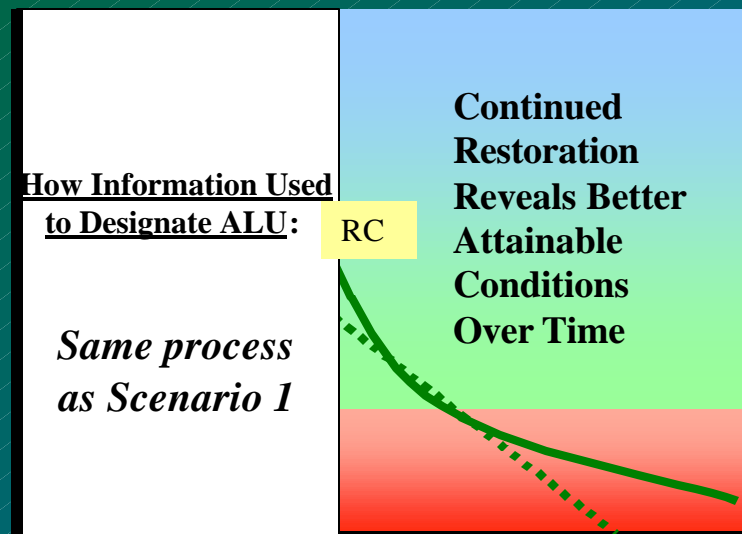 How Information Used
to Designate ALU:
Same process
as Scenario 1
RC
Continued
Restoration
Reveals Better
Attainable
Conditions
Over Time